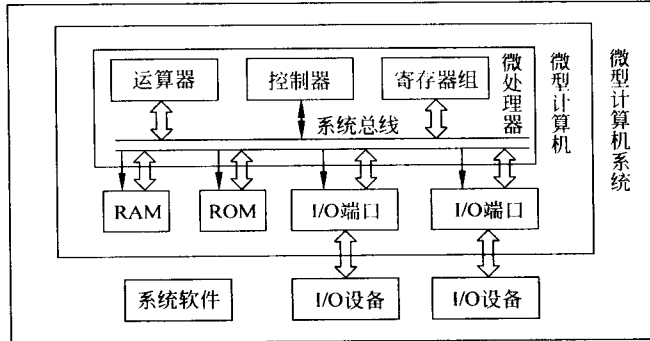 运算器
控制器
寄存器组
微处理器
微型计算机
微型计算机系统
系统总线
RAM
ROM
I/O端口
I/O端口
系统软件
I/O设备
I/O设备